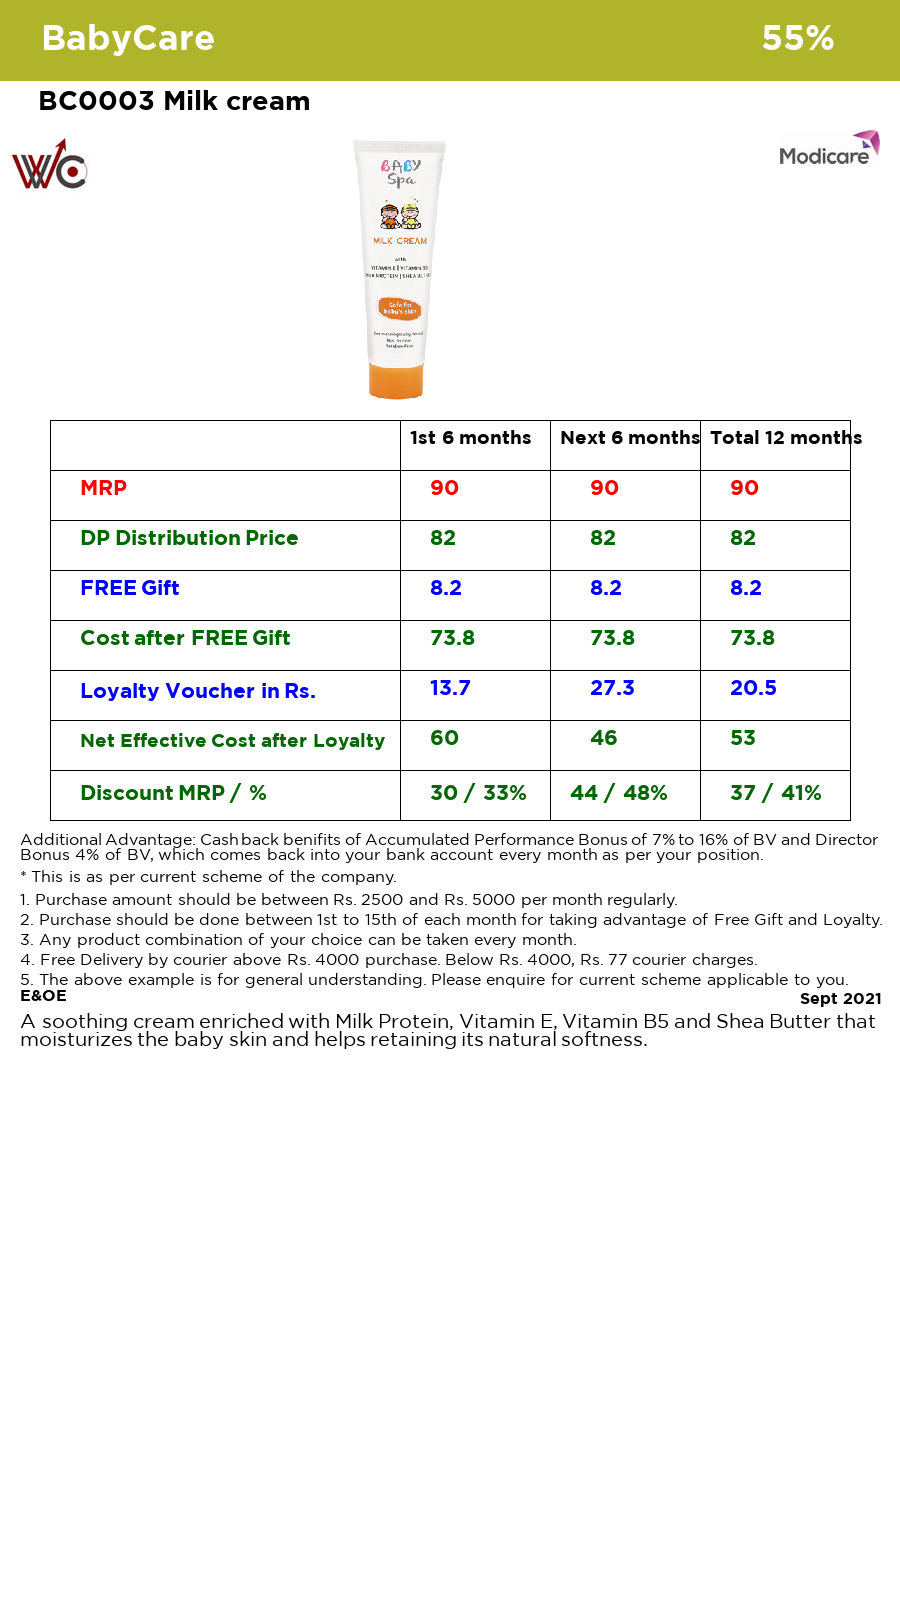 BabyCare 55%
BC0003 Milk cream
WC
Modicare
BABY
Spa
MILK CREAM
WITH
VITAMIN E | VITAMIN B5
Safe for
baby's skin
Paraben Free
1st 6 months Next 6 months Total 12 months
MRP 90 90 90
DP Distribution Price 82 82 82
FREE Gift 8.2 8.2 8.2
Cost after FREE Gift 73.8 73.8 73.8
Loyalty Voucher in Rs. 13.7 27.3 20.5
Net Effective Cost after Loyalty 60 46 53
Discount MRP / % 30 / 33% 44 / 48% 37 / 41%
Additional Advantage: Cashback benifits of Accumulated Performance Bonus of 7% to 16% of BV and Director
Bonus 4% of BV, which comes back into your bank account every month as per your position.
* This is as per current scheme of the company.
1. Purchase amount should be between Rs. 2500 and Rs. 5000 per month regularly.
2. Purchase should be done between 1st to 15th of each month for taking advantage of Free Gift and Loyalty.
3. Any product combination of your choice can be taken every month.
4. Free Delivery by courier above Rs. 4000 purchase. Below Rs. 4000, Rs. 77 courier charges.
5. The above example is for general understanding. Please enquire for current scheme applicable to you.
E&OE Sept 2021
A soothing cream enriched with Milk Protein, Vitamin E, Vitamin B5 and Shea Butter that
moisturizes the baby skin and helps retaining its natural softness.